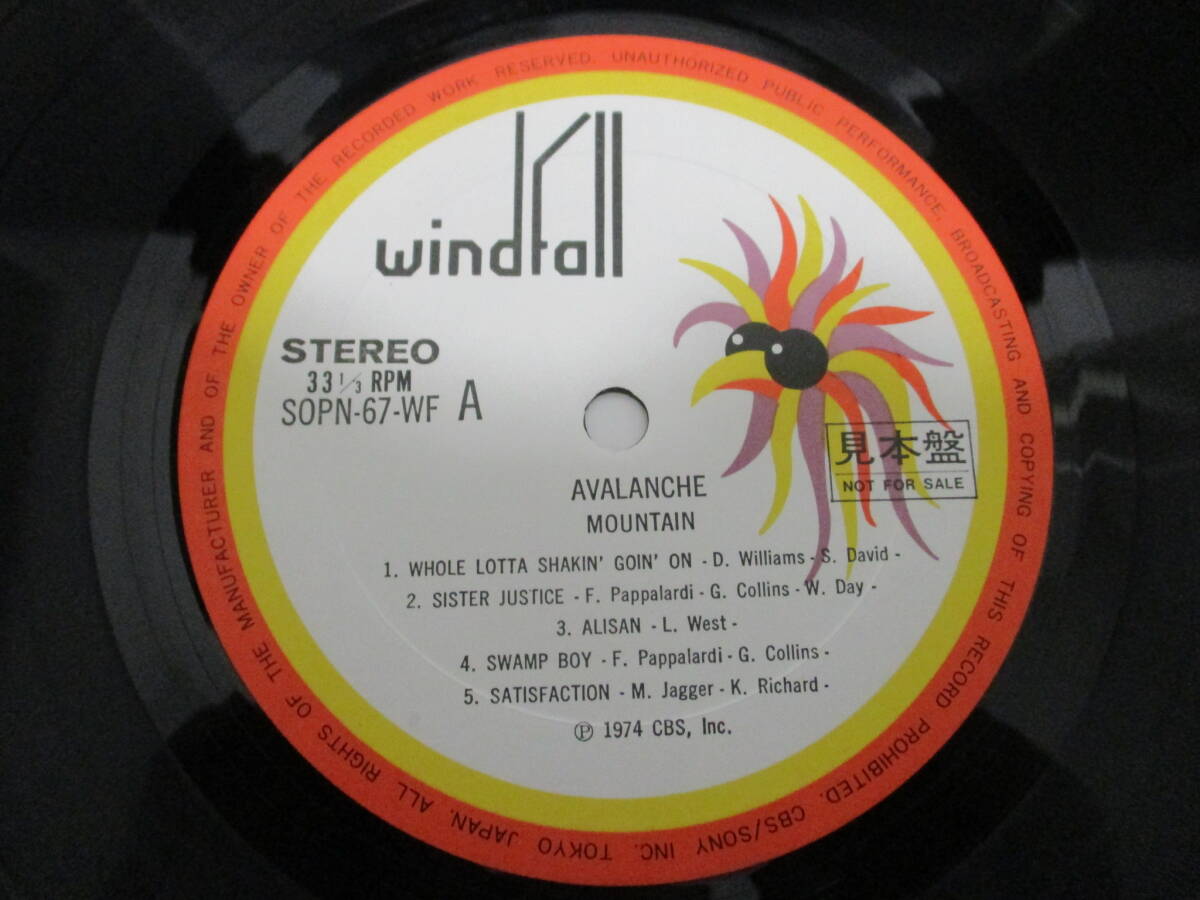 windfall
STEREO
33 1/3 RPM
SOPN-67-WF A
見本盤
NOT FOR SALE
AVALANCHE
MOUNTAIN
1. WHOLE LOTTA SHAKIN' GOIN' ON - D. Williams - S. David -
2. SISTER JUSTICE - F. Pappalardi - G. Collins - W. Day -
3. ALISAN - L. West -
4. SWAMP BOY - F. Pappalardi - G. Collins -
5. SATISFACTION - M. Jagger - K. Richard -
℗ 1974 CBS, Inc.
ALL RIGHTS OF THE MANUFACTURER AND OF THE OWNER OF THE RECORDED WORK RESERVED. UNAUTHORIZED PUBLIC PERFORMANCE, BROADCASTING AND COPYING OF THIS RECORD PROHIBITED. CBS/SONY INC. TOKYO JAPAN.